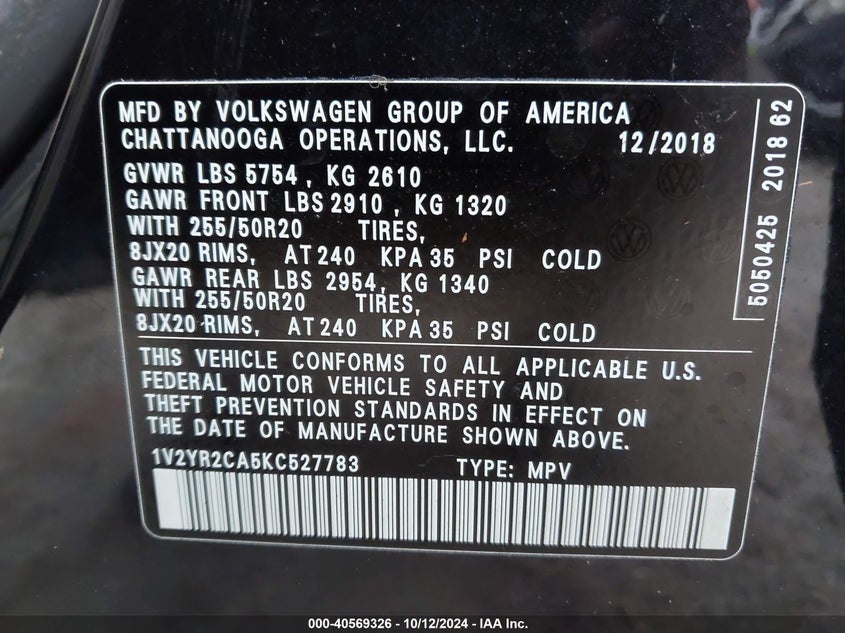 MFD BY VOLKSWAGEN GROUP OF AMERICA
CHATTANOOGA OPERATIONS, LLC. 12/2018
GVWR LBS 5754 , KG 2610
GAWR FRONT LBS 2910 , KG 1320
WITH 255/50R20 TIRES,
8JX20 RIMS, AT 240 KPA 35 PSI COLD
GAWR REAR LBS 2954, KG 1340
WITH 255/50R20 TIRES,
8JX20 RIMS, AT 240 KPA 35 PSI COLD
THIS VEHICLE CONFORMS TO ALL APPLICABLE U.S.
FEDERAL MOTOR VEHICLE SAFETY AND
THEFT PREVENTION STANDARDS IN EFFECT ON
THE DATE OF MANUFACTURE SHOWN ABOVE.
1V2YR2CA5KC527783 TYPE: MPV
5050425 2018 62
000-40569326 - 10/12/2024 - IAA Inc.